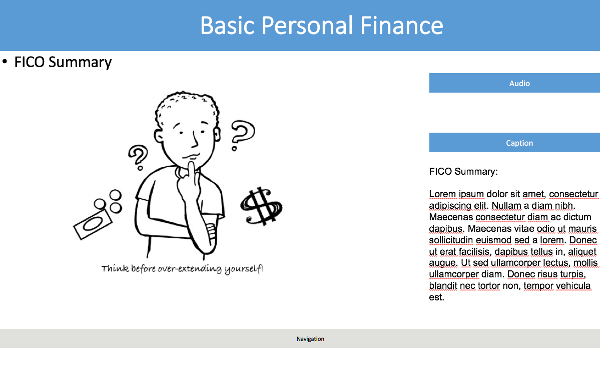 Basic Personal Finance
• FICO Summary
Audio
Caption
FICO Summary:
Lorem ipsum dolor sit amet, consectetur
adipiscing elit. Nullam a diam nibh.
Maecenas consectetur diam ac dictum
dapibus. Maecenas vitae odio ut mauris
sollicitudin euismod sed a lorem. Donec
ut erat facilisis, dapibus tellus in, aliquet
augue. Ut sed ullamcorper lectus, mollis
ullamcorper diam. Donec risus turpis,
blandit nec tortor non, tempor vehicula
est.
? ?
$
Think before over-extending yourself!
Navigation